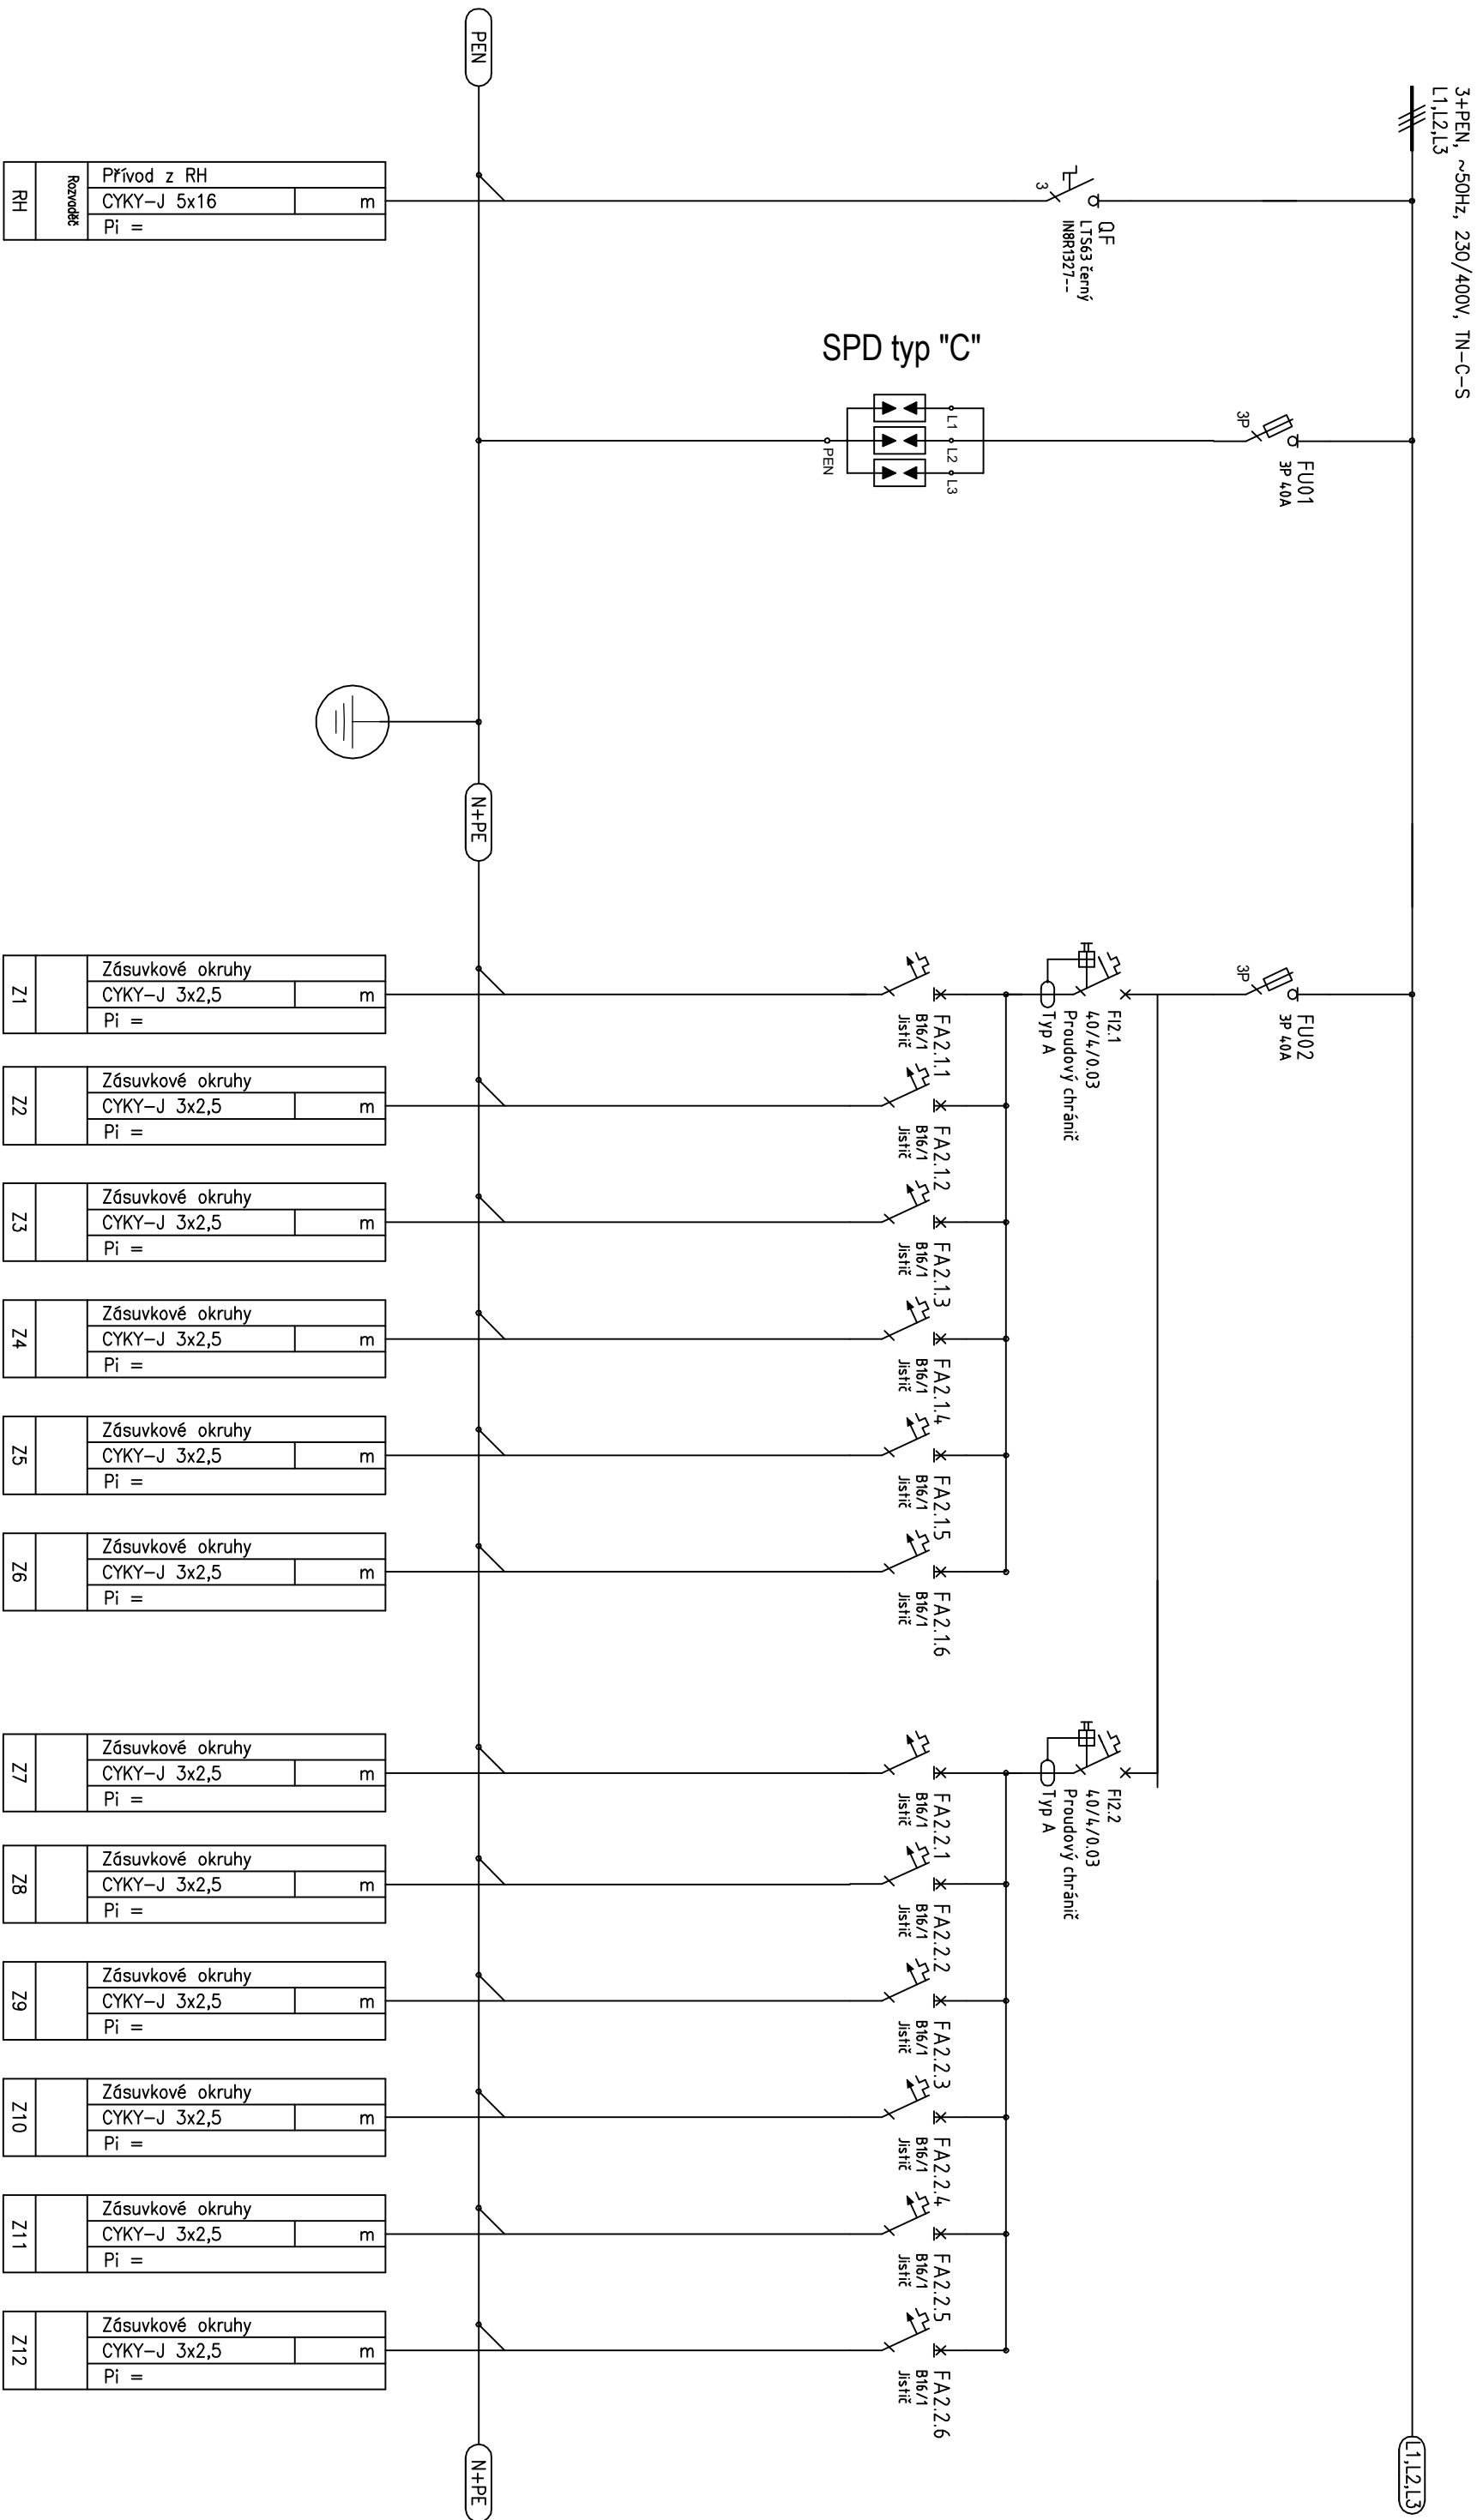 3+PEN, ~50Hz, 230/400V, TN-C-S
L1,L2,L3
PEN
QF
LTS63 černý
IN8R1327--
3
Přívod z RH
CYKY-J 5x16 m
Pi =
Rozvaděč
RH
SPD typ "C"
FU01
3P 40A
3P
L1
L2
L3
PEN
N+PE
FU02
3P 40A
3P
FI2.1
40/4/0.03
Proudový chránič
Typ A
FA2.1.1
B16/1
Jistič
FA2.1.2
B16/1
Jistič
FA2.1.3
B16/1
Jistič
FA2.1.4
B16/1
Jistič
FA2.1.5
B16/1
Jistič
FA2.1.6
B16/1
Jistič
Zásuvkové okruhy
CYKY-J 3x2,5 m
Pi =
Z1
Zásuvkové okruhy
CYKY-J 3x2,5 m
Pi =
Z2
Zásuvkové okruhy
CYKY-J 3x2,5 m
Pi =
Z3
Zásuvkové okruhy
CYKY-J 3x2,5 m
Pi =
Z4
Zásuvkové okruhy
CYKY-J 3x2,5 m
Pi =
Z5
Zásuvkové okruhy
CYKY-J 3x2,5 m
Pi =
Z6
FI2.2
40/4/0.03
Proudový chránič
Typ A
FA2.2.1
B16/1
Jistič
FA2.2.2
B16/1
Jistič
FA2.2.3
B16/1
Jistič
FA2.2.4
B16/1
Jistič
FA2.2.5
B16/1
Jistič
FA2.2.6
B16/1
Jistič
Zásuvkové okruhy
CYKY-J 3x2,5 m
Pi =
Z7
Zásuvkové okruhy
CYKY-J 3x2,5 m
Pi =
Z8
Zásuvkové okruhy
CYKY-J 3x2,5 m
Pi =
Z9
Zásuvkové okruhy
CYKY-J 3x2,5 m
Pi =
Z10
Zásuvkové okruhy
CYKY-J 3x2,5 m
Pi =
Z11
Zásuvkové okruhy
CYKY-J 3x2,5 m
Pi =
Z12
L1,L2,L3
N+PE